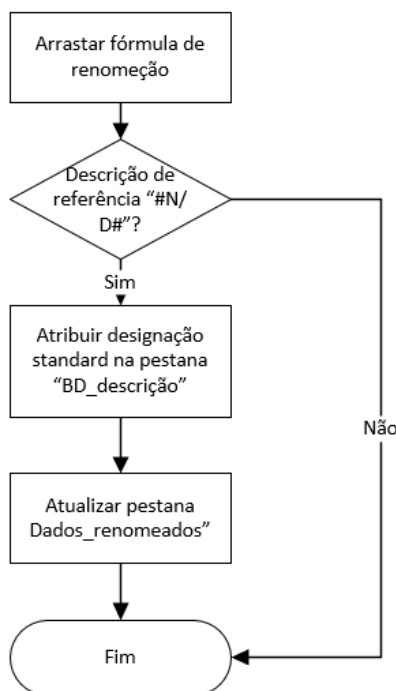 Arrastar fórmula de
renomeção
Descrição de
referência “#N/
D#”?
Sim
Atribuir designação
standard na pestana
“BD_descrição”
Não
Atualizar pestana
Dados_renomeados”
Fim